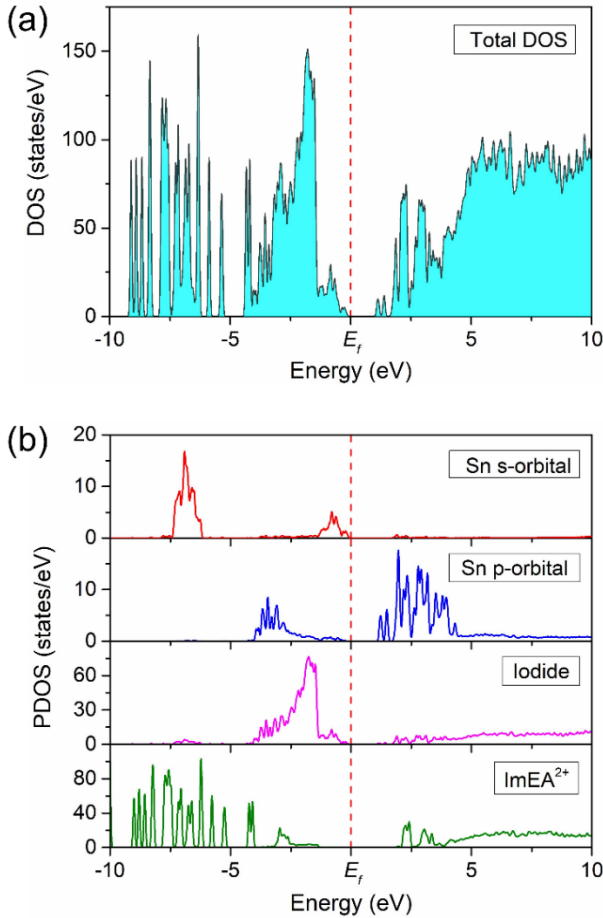 (a)
Total DOS
DOS (states/eV)
150
100
50
0
-10 -5 Ef 5 10
Energy (eV)
(b)
Sn s-orbital
20
10
0
Sn p-orbital
10
0
Iodide
60
30
0
ImEA2+
80
40
0
PDOS (states/eV)
-10 -5 Ef 5 10
Energy (eV)